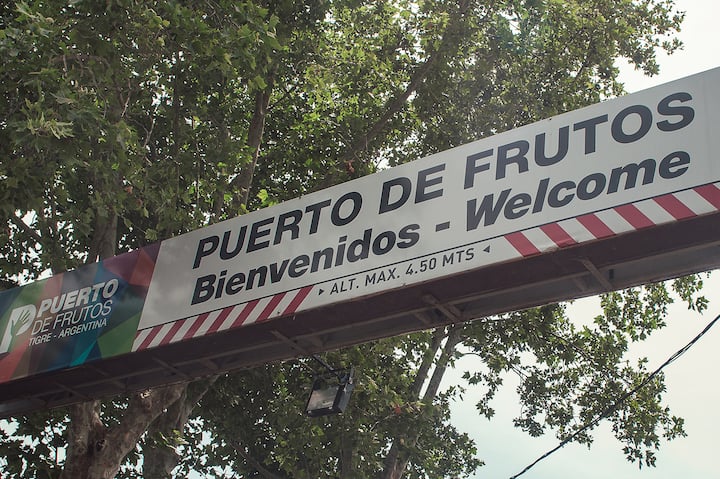 PUERTO
DE FRUTOS
TIGRE - ARGENTINA
PUERTO DE FRUTOS
Bienvenidos - Welcome
ALT. MAX. 4.50 MTS